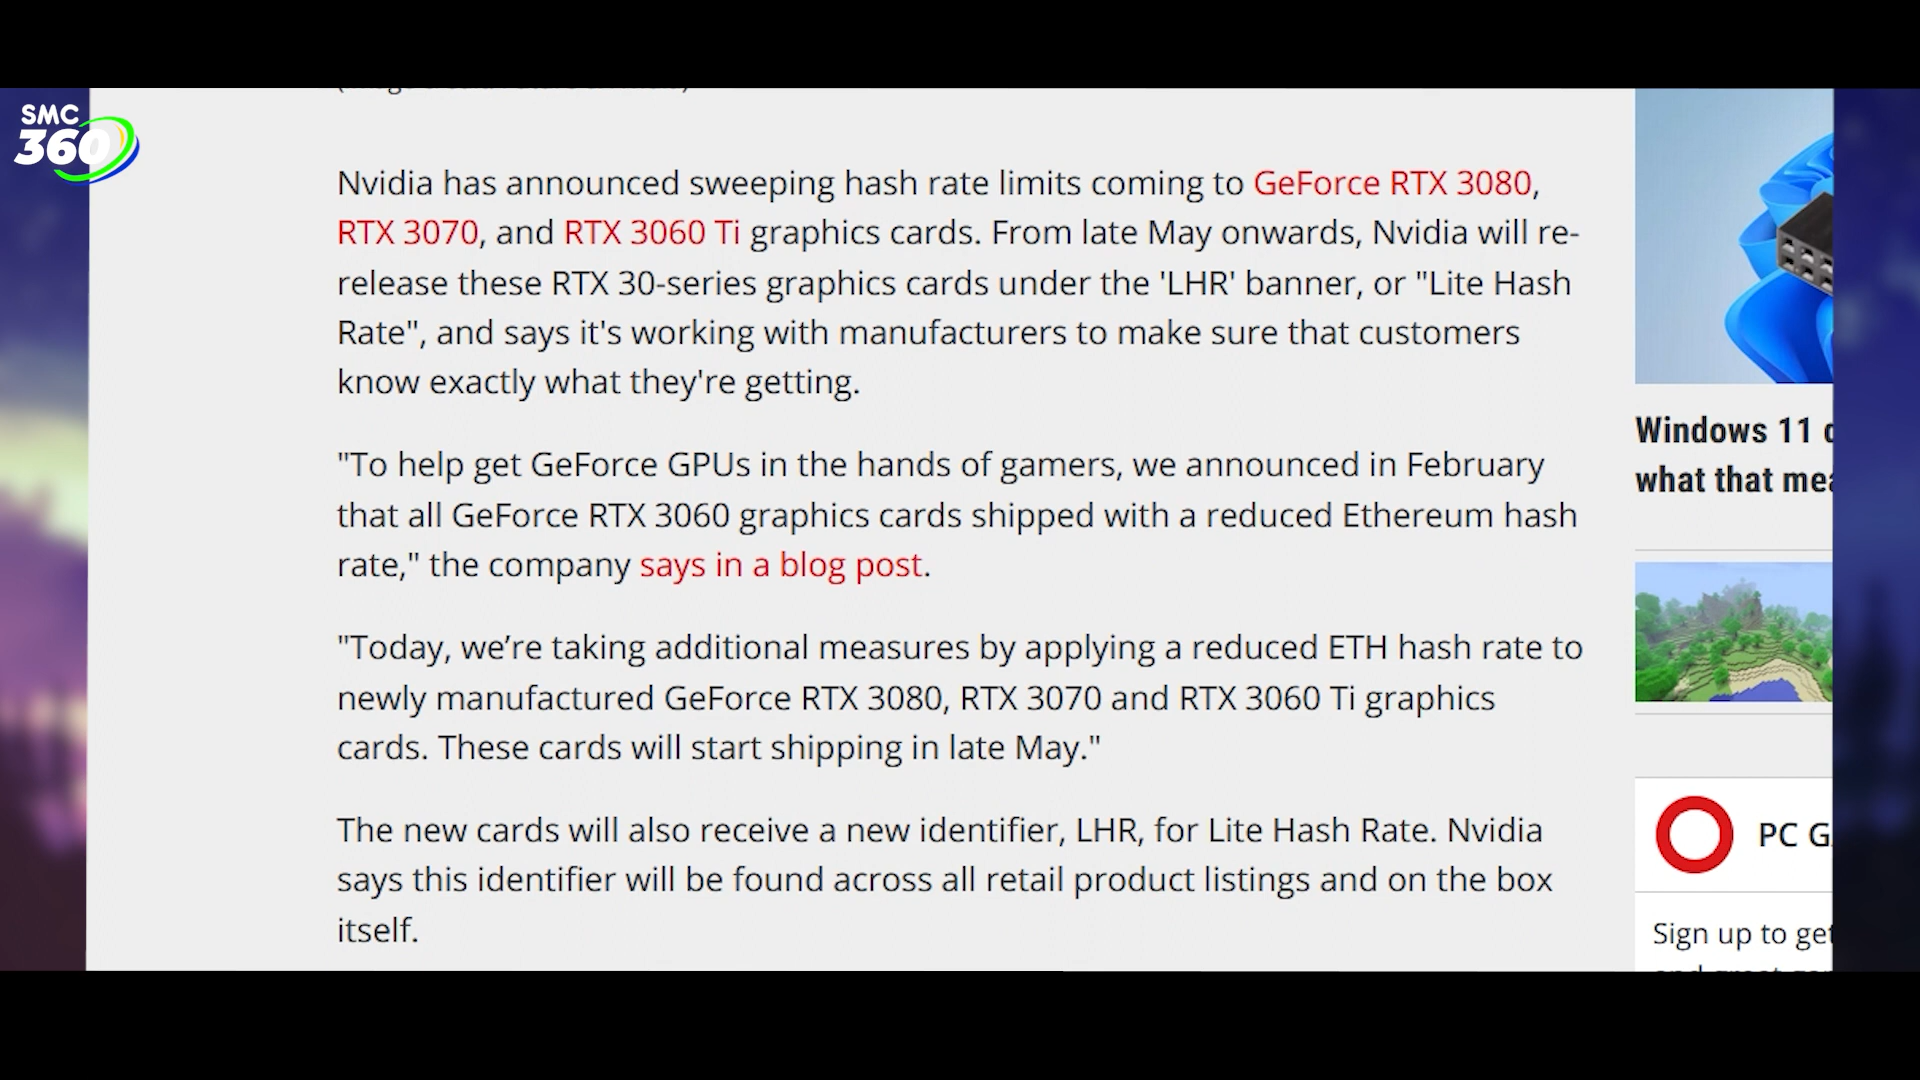 SMC
360
Nvidia has announced sweeping hash rate limits coming to GeForce RTX 3080,
RTX 3070, and RTX 3060 Ti graphics cards. From late May onwards, Nvidia will re-
release these RTX 30-series graphics cards under the 'LHR' banner, or "Lite Hash
Rate", and says it's working with manufacturers to make sure that customers
know exactly what they're getting.
"To help get GeForce GPUs in the hands of gamers, we announced in February
that all GeForce RTX 3060 graphics cards shipped with a reduced Ethereum hash
rate," the company says in a blog post.
"Today, we’re taking additional measures by applying a reduced ETH hash rate to
newly manufactured GeForce RTX 3080, RTX 3070 and RTX 3060 Ti graphics
cards. These cards will start shipping in late May."
The new cards will also receive a new identifier, LHR, for Lite Hash Rate. Nvidia
says this identifier will be found across all retail product listings and on the box
itself.
Windows 11
what that
PC G
Sign up to get